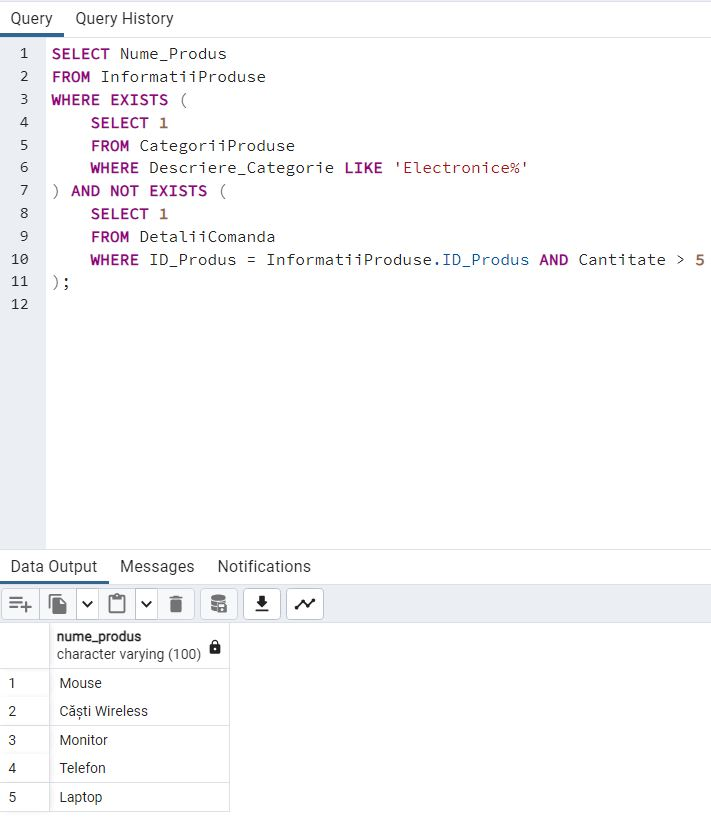 Query Query History
1 SELECT Nume_Produs
2 FROM InformatiiProduse
3 WHERE EXISTS (
4 SELECT 1
5 FROM CategoriiProduse
6 WHERE Descriere_Categorie LIKE 'Electronice%'
7 ) AND NOT EXISTS (
8 SELECT 1
9 FROM DetaliiComanda
10 WHERE ID_Produs = InformatiiProduse.ID_Produs AND Cantitate > 5
11 );
12
Data Output Messages Notifications
nume_produs
character varying (100)
1 Mouse
2 Căști Wireless
3 Monitor
4 Telefon
5 Laptop